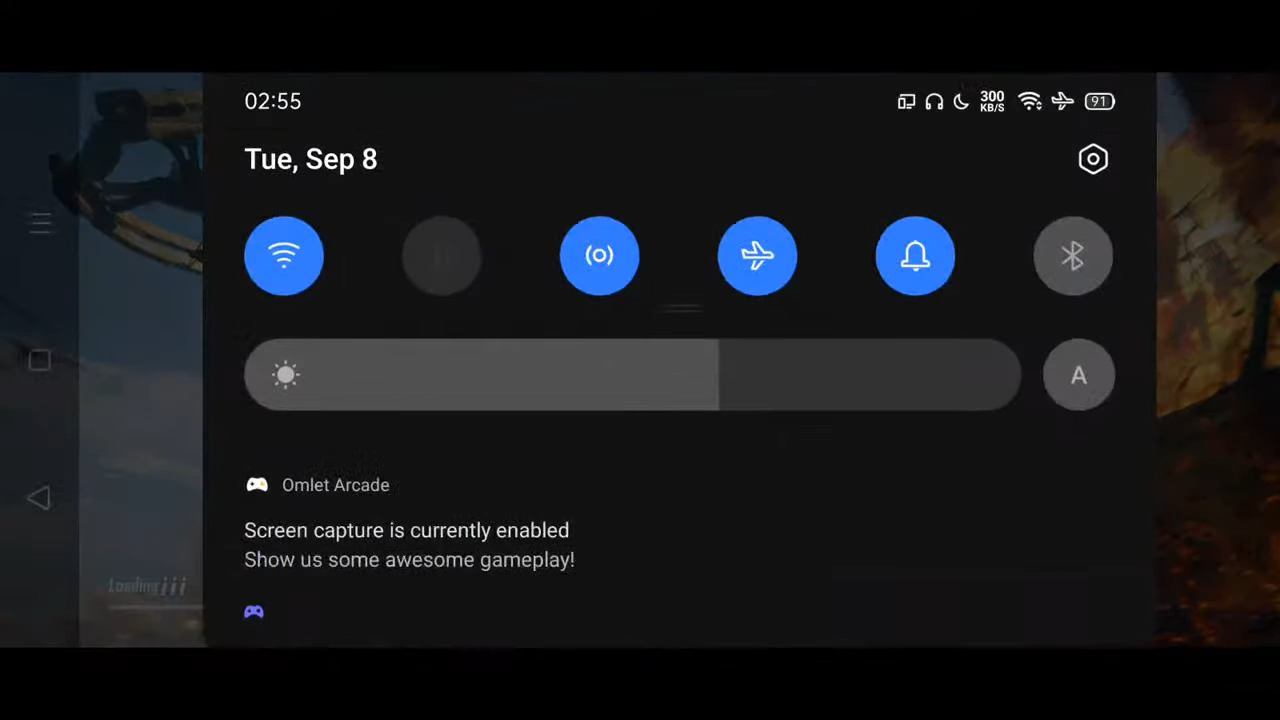 02:55
300
KB/S
91
Tue, Sep 8
A
Omlet Arcade
Screen capture is currently enabled
Show us some awesome gameplay!
Loading